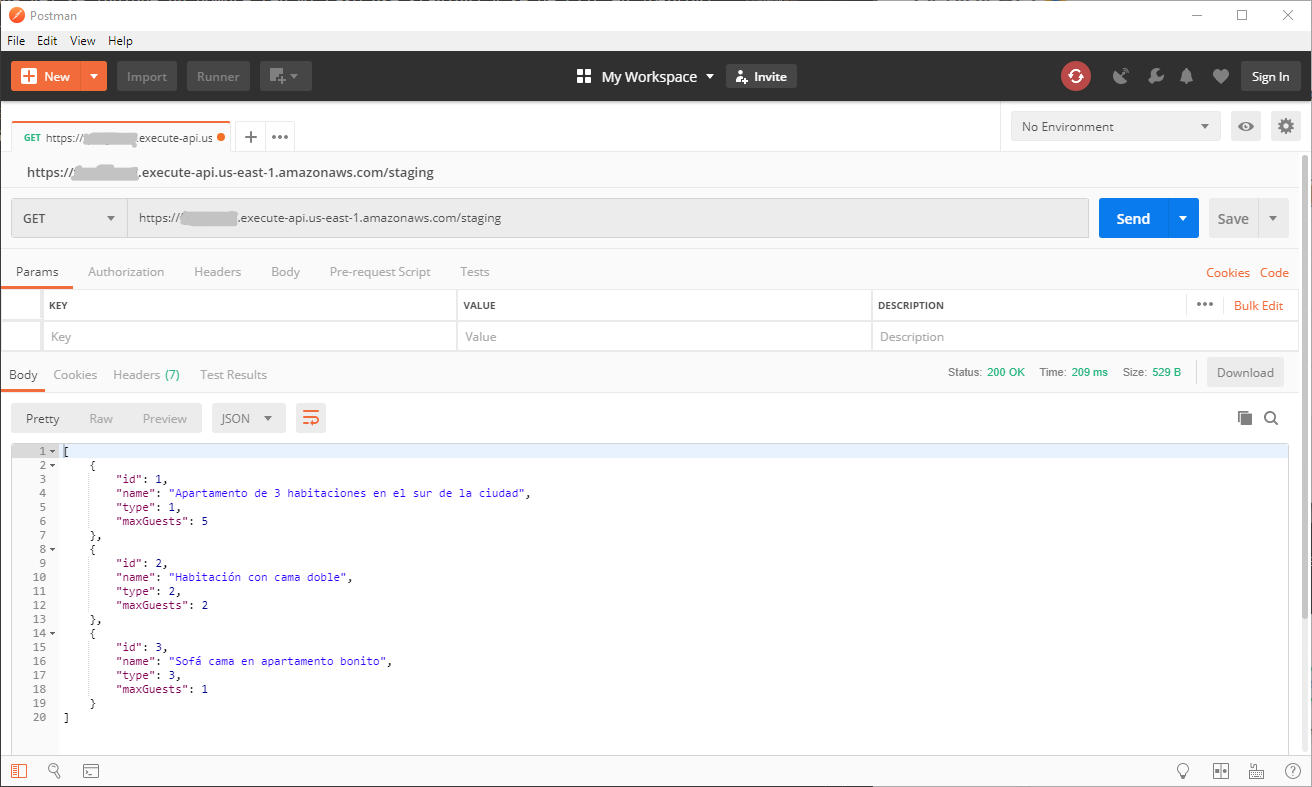 Postman
File Edit View Help
New Import Runner My Workspace Invite Sign In
GET https:// .execute-api.us + ••• No Environment
https:// .execute-api.us-east-1.amazonaws.com/staging
GET https:// .execute-api.us-east-1.amazonaws.com/staging Send Save
Params Authorization Headers Body Pre-request Script Tests Cookies Code
KEY VALUE DESCRIPTION ••• Bulk Edit
Key Value Description
Body Cookies Headers (7) Test Results Status: 200 OK Time: 209 ms Size: 529 B Download
Pretty Raw Preview JSON
1 [
2 {
3 "id": 1,
4 "name": "Apartamento de 3 habitaciones en el sur de la ciudad",
5 "type": 1,
6 "maxGuests": 5
7 },
8 {
9 "id": 2,
10 "name": "Habitación con cama doble",
11 "type": 2,
12 "maxGuests": 2
13 },
14 {
15 "id": 3,
16 "name": "Sofá cama en apartamento bonito",
17 "type": 3,
18 "maxGuests": 1
19 }
20 ]